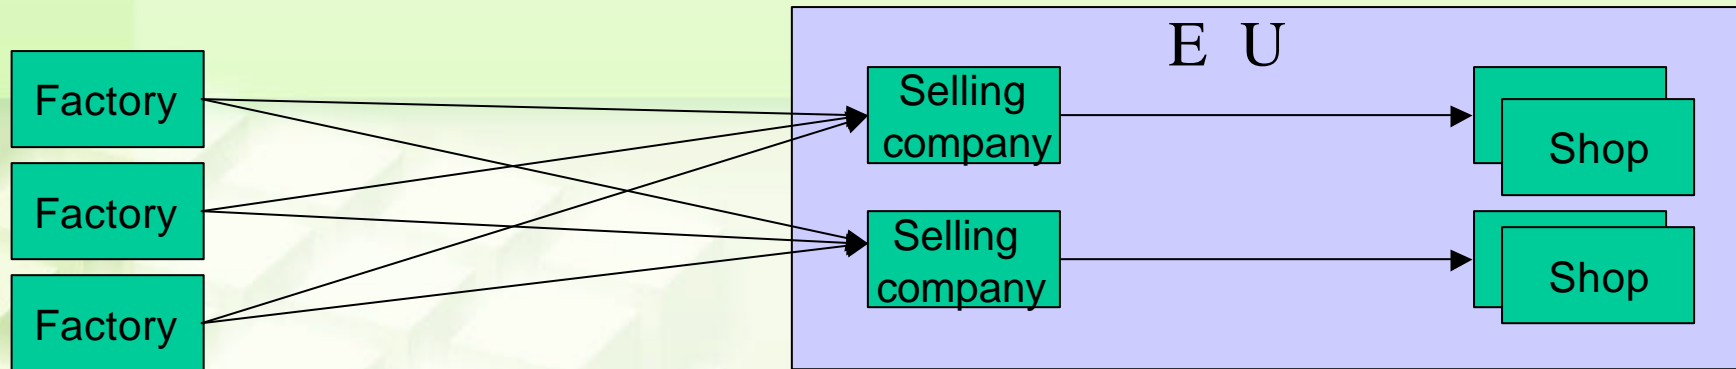 E U
Factory
Selling
company
Shop
Factory
Selling
company
Shop
Factory